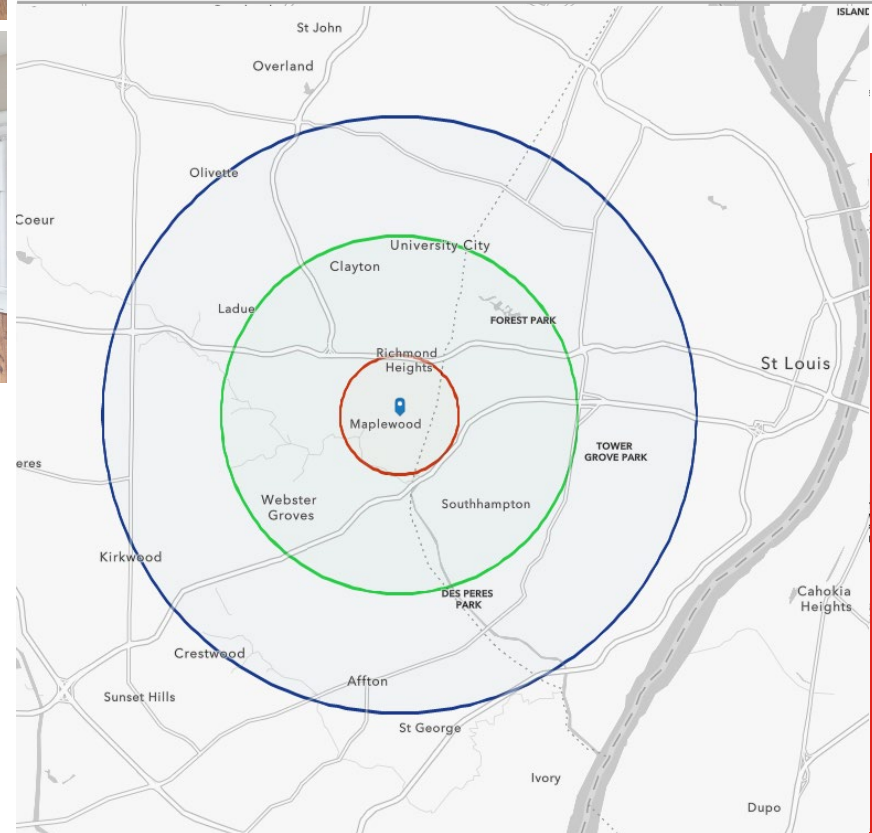 ISLAND
St John
Overland
Olivette
Coeur
University City
Clayton
Ladue
FOREST PARK
Richmond
Heights
St Louis
Maplewood
TOWER
GROVE PARK
eres
Webster
Groves
Southhampton
Kirkwood
DES PERES
PARK
Cahokia
Heights
Crestwood
Affton
Sunset Hills
St George
Ivory
Dupo